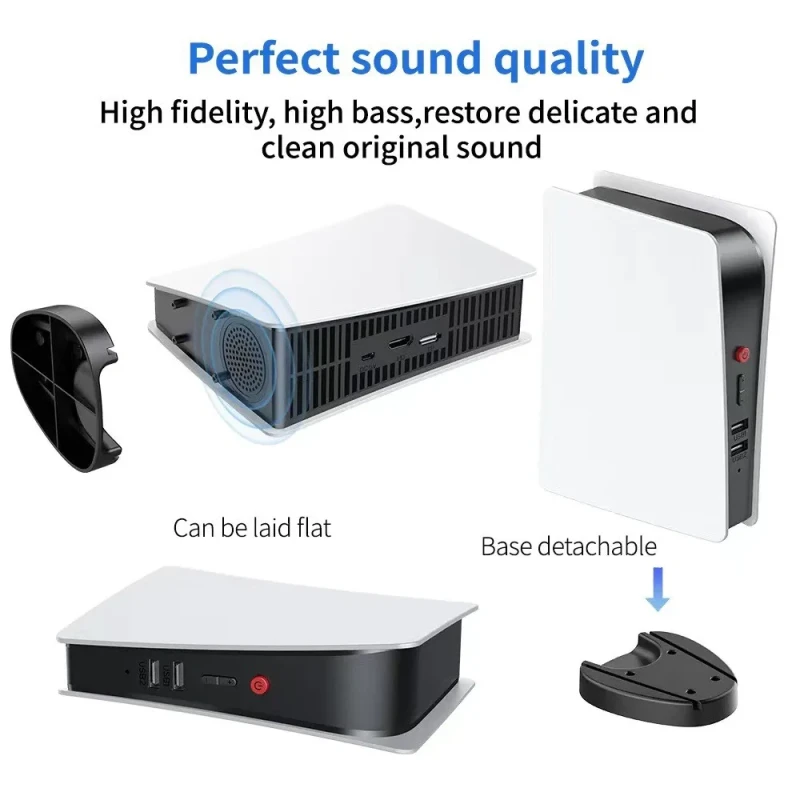 Perfect sound quality
High fidelity, high bass,restore delicate and
clean original sound
Can be laid flat
Base detachable